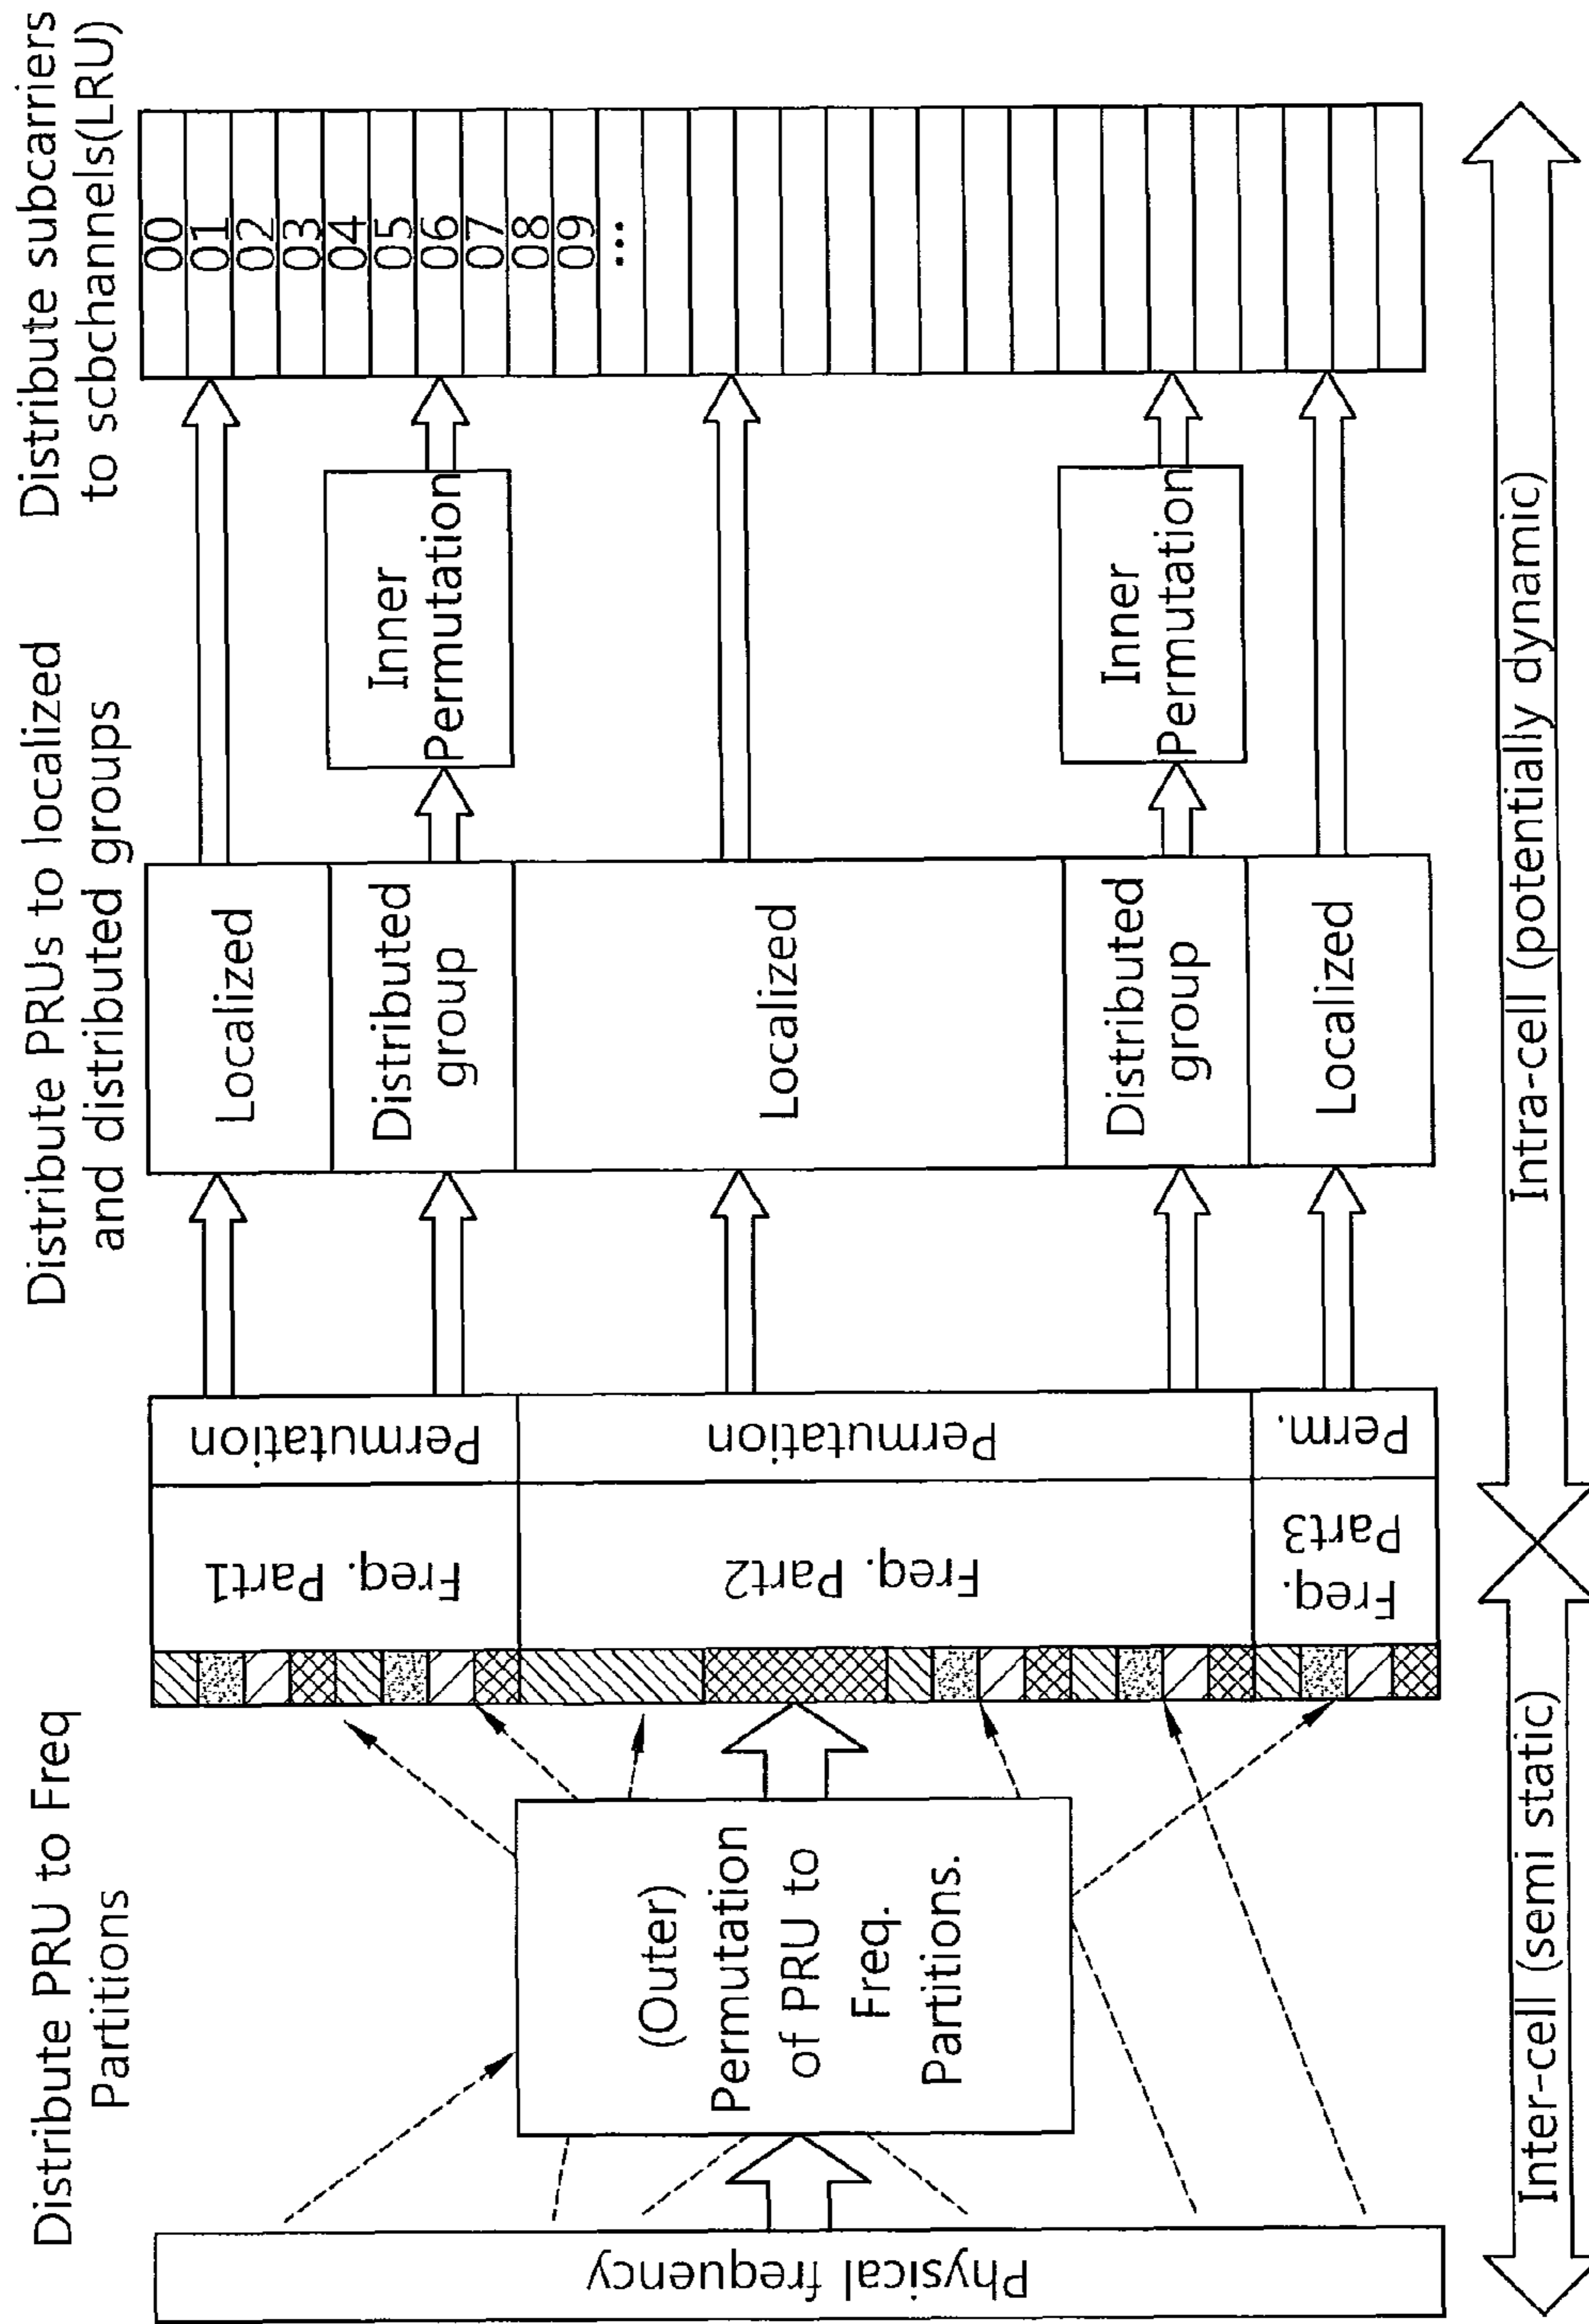 Distribute PRU to Freq
Partitions
Distribute PRUs to localized
and distributed groups
Distribute subcarriers
to scbchannels(LRU)
Physical frequency
(Outer)
Permutation
of PRU to
Freq.
Partitions.
Freq. Part1
Permutation
Freq. Part2
Permutation
Freq.
Part3
Perm.
Localized
Distributed
group
Localized
Distributed
group
Localized
Inner
Permutation
Inner
Permutation
00
01
02
03
04
05
06
07
08
09
...
Inter-cell (semi static)
Intra-cell (potentially dynamic)